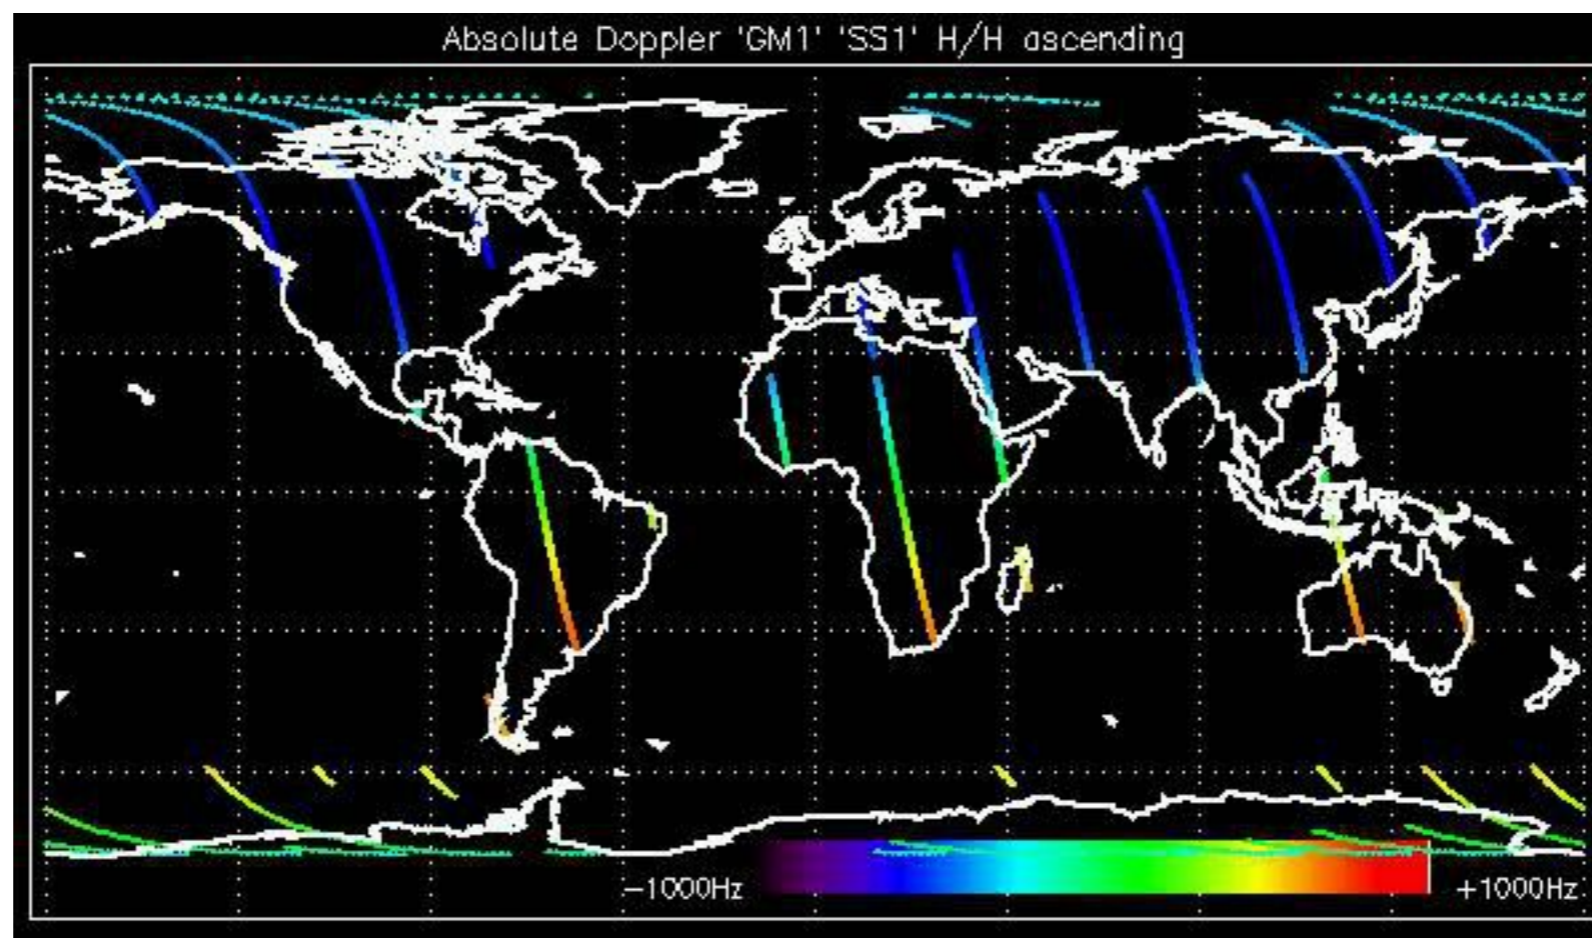 Absolute Doppler 'GM1' 'SS1' H/H ascending
-1000Hz
+1000Hz